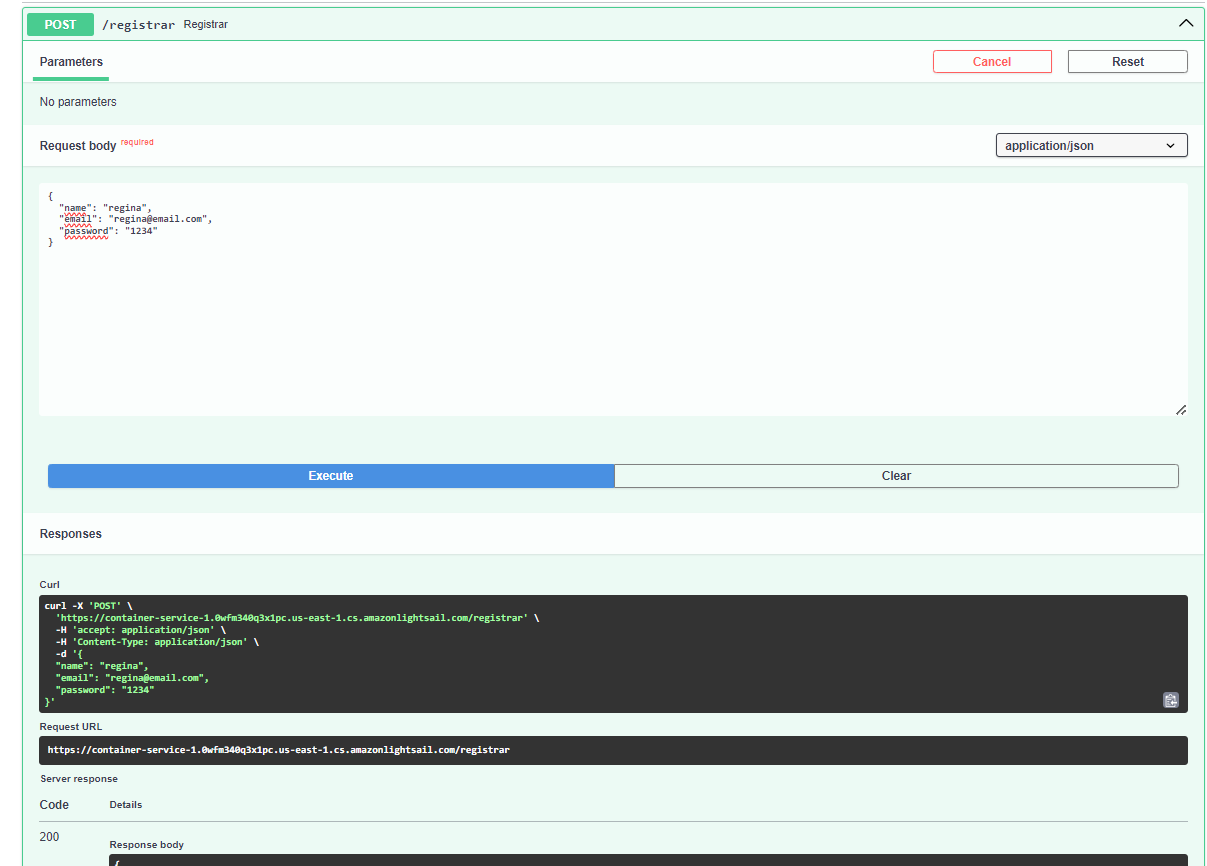 POST /registrar Registrar
Parameters Cancel Reset
No parameters
Request body required application/json
{
"name": "regina",
"email": "regina@email.com",
"password": "1234"
}
Execute Clear
Responses
Curl
curl -X 'POST' \
'https://container-service-1.0wfm340q3x1pc.us-east-1.cs.amazonlightsail.com/registrar' \
-H 'accept: application/json' \
-H 'Content-Type: application/json' \
-d '{
"name": "regina",
"email": "regina@email.com",
"password": "1234"
}'
Request URL
https://container-service-1.0wfm340q3x1pc.us-east-1.cs.amazonlightsail.com/registrar
Server response
Code Details
200
Response body
{